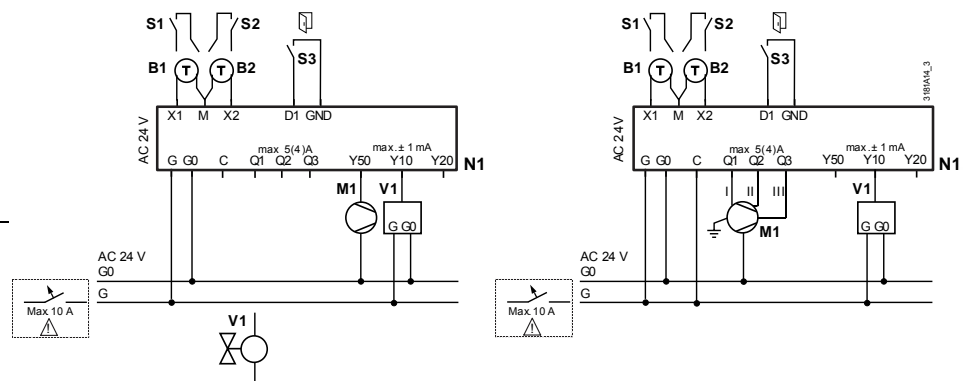 S1 S2 S1 S2
S3 S3
B1 T T B2 B1 T T B2
3181A14_3
X1 M X2 D1 GND X1 M X2 D1 GND
AC 24 V AC 24 V
max. 5(4)A max.± 1 mA max. 5(4)A max.± 1 mA
G G0 C Q1 Q2 Q3 Y50 Y10 Y20 N1 G G0 C Q1 Q2 Q3 Y50 Y10 Y20 N1
M1 V1 I II III V1
G G0 M1 G G0
AC 24 V AC 24 V
G0 G0
G G
Max. 10 A Max. 10 A
V1